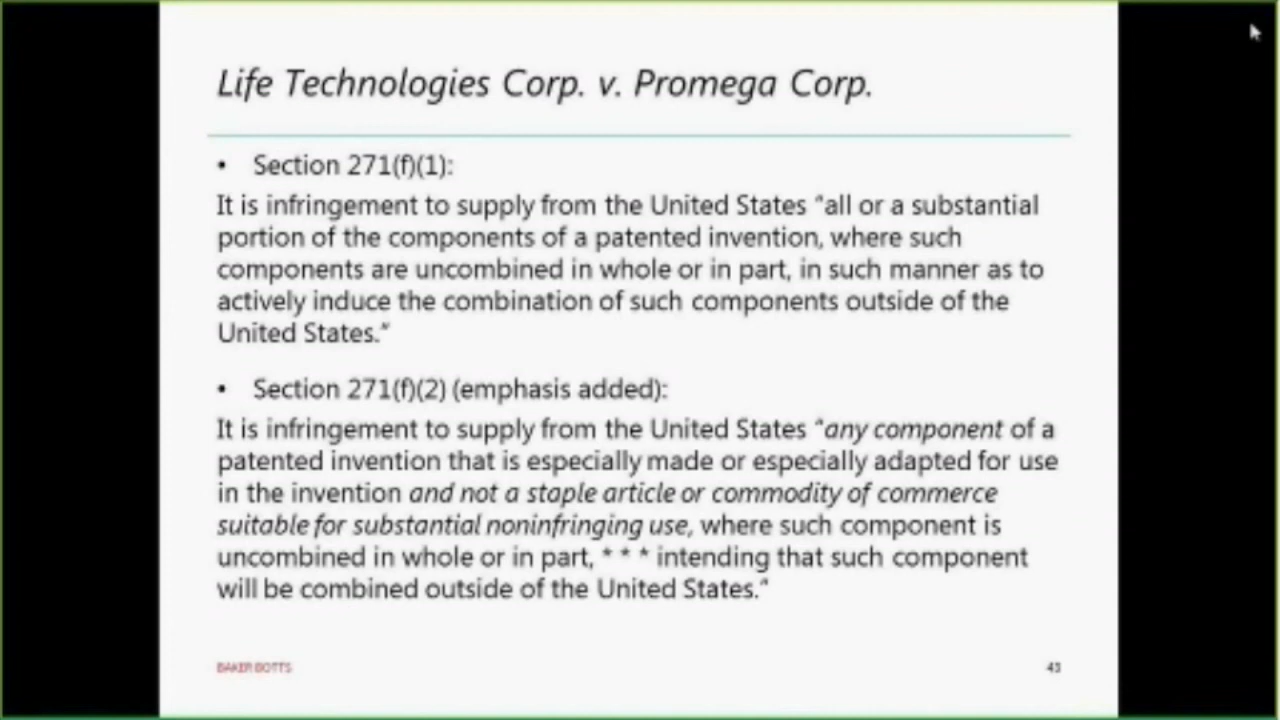 Life Technologies Corp. v. Promega Corp.
• Section 271(f)(1):
It is infringement to supply from the United States “all or a substantial
portion of the components of a patented invention, where such
components are uncombined in whole or in part, in such manner as to
actively induce the combination of such components outside of the
United States.”
• Section 271(f)(2) (emphasis added):
It is infringement to supply from the United States “any component of a
patented invention that is especially made or especially adapted for use
in the invention and not a staple article or commodity of commerce
suitable for substantial noninfringing use, where such component is
uncombined in whole or in part, * * * intending that such component
will be combined outside of the United States.”
BAKER BOTTS
43